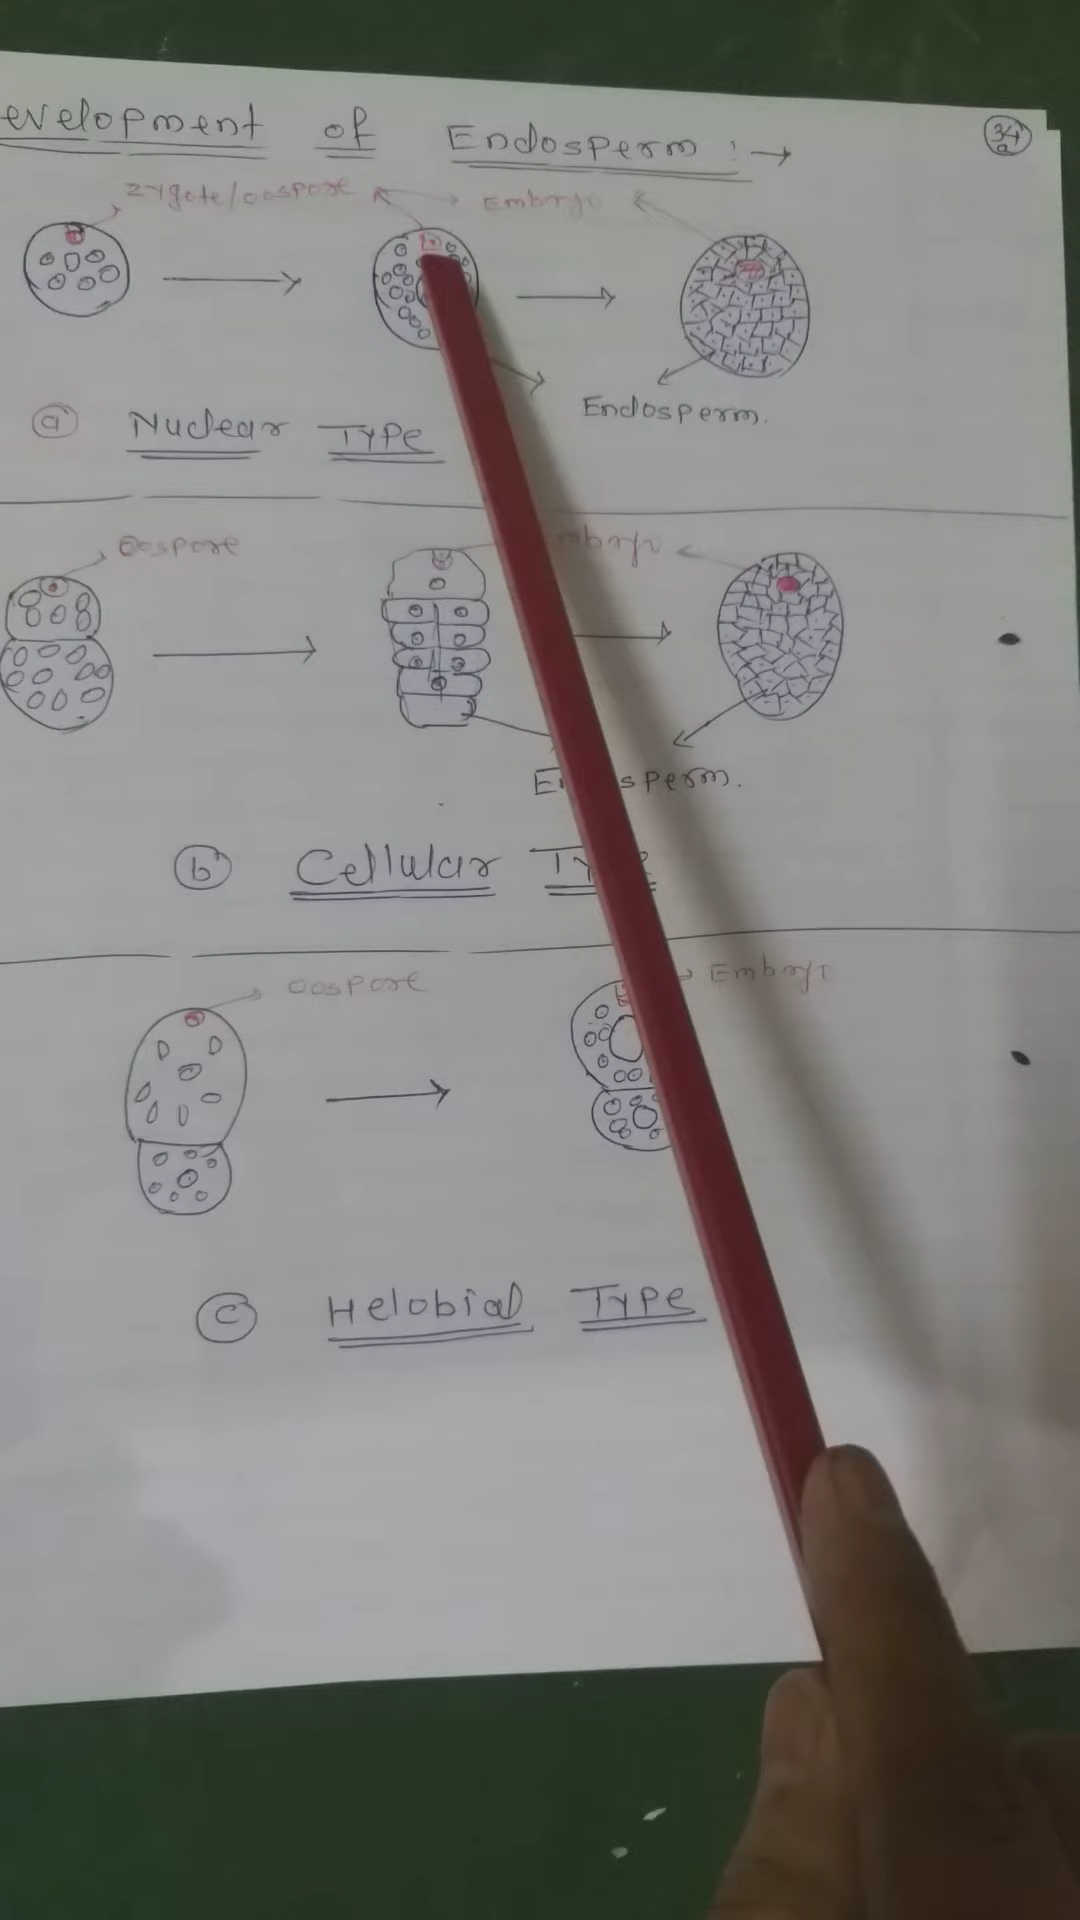 evelopment of Endosperm :→
34
a
Zygote/oospore
Embryo
Endosperm.
a Nuclear Type
Oospore
Endosperm.
b Cellular
oospore
Embryo
c Helobial Type